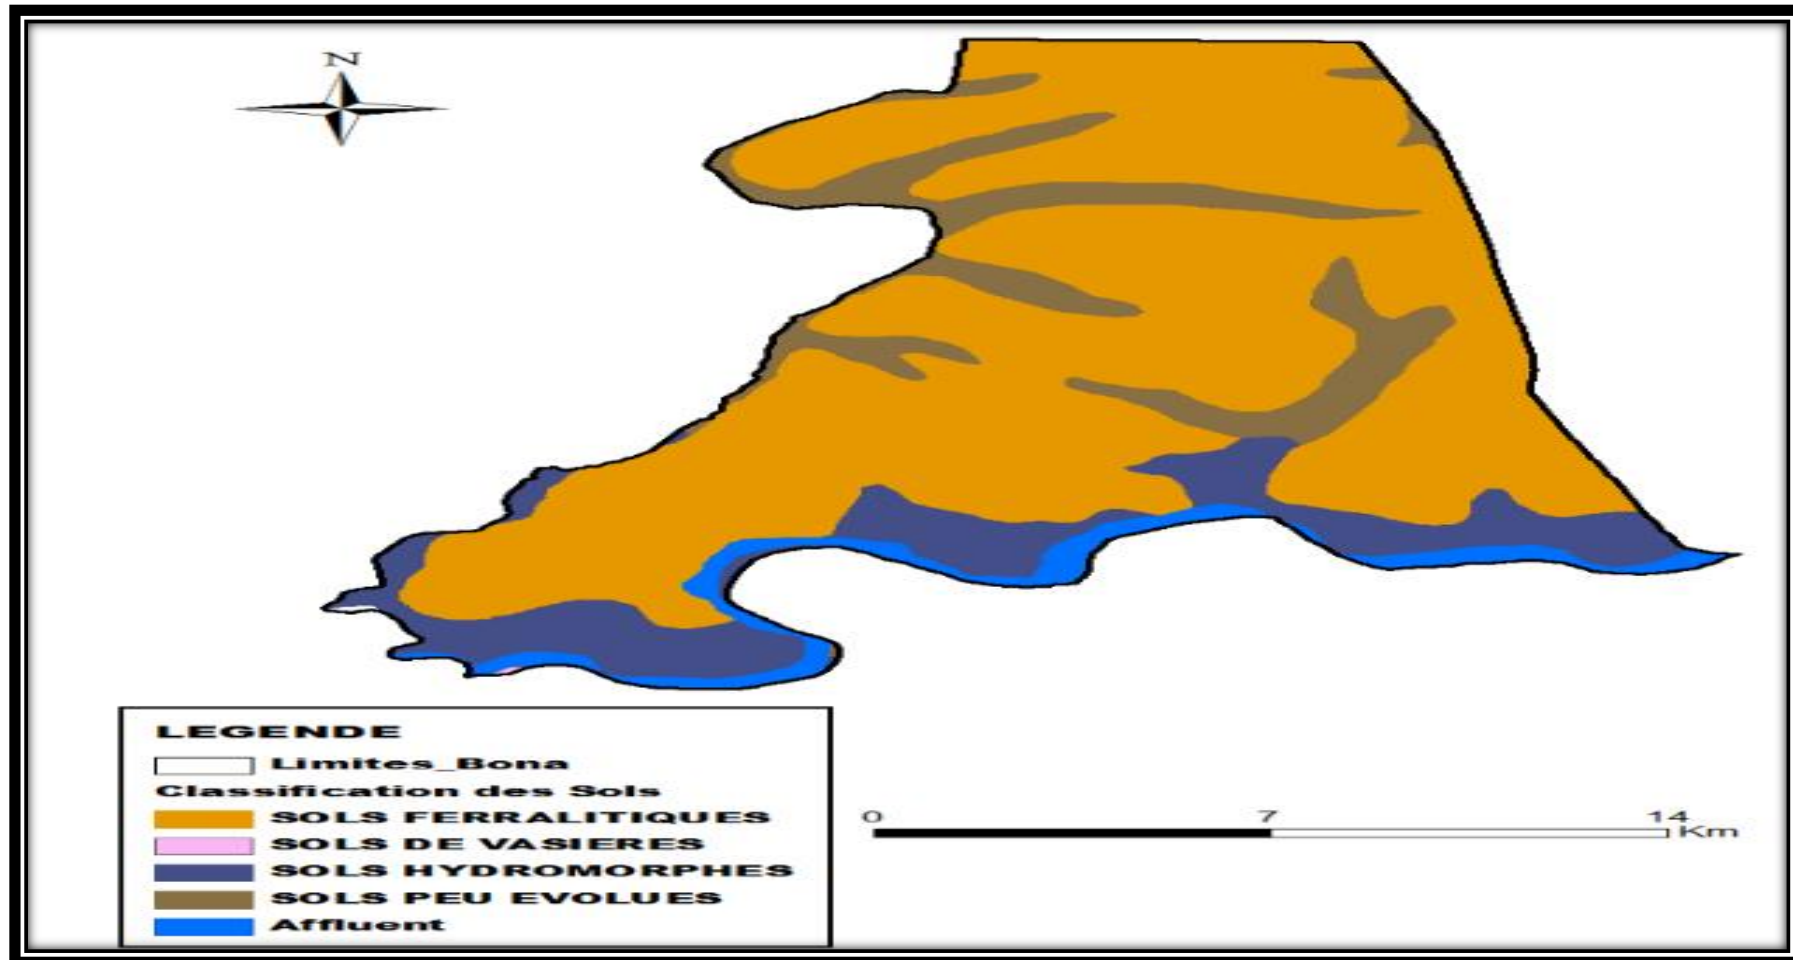 N
LEGENDE
Limites_Bona
Classification des Sols
SOLS FERRALITIQUES
SOLS DE VASIERES
SOLS HYDROMORPHES
SOLS PEU EVOLUES
Affluent
0 7 14
Km